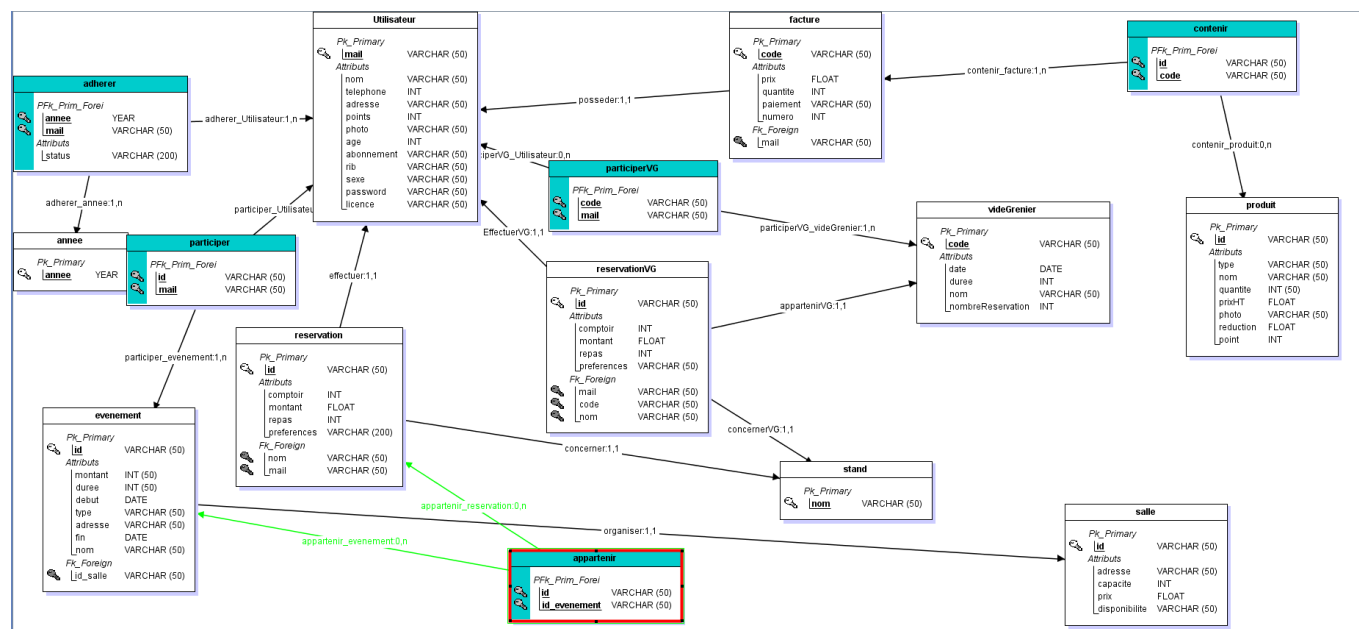 Utilisateur
Pk_Primary
mail VARCHAR (50)
Attributs
nom VARCHAR (50)
telephone INT
adresse VARCHAR (50)
points INT
photo VARCHAR (50)
age INT
abonnement VARCHAR (50)
rib VARCHAR (50)
sexe VARCHAR (50)
password VARCHAR (50)
licence VARCHAR (50)
facture
Pk_Primary
code VARCHAR (50)
Attributs
prix FLOAT
quantite INT
paiement VARCHAR (50)
numero INT
Fk_Foreign
mail VARCHAR (50)
contenir
PFk_Prim_Forei
id VARCHAR (50)
code VARCHAR (50)
contenir_facture:1,n
posseder:1,1
contenir_produit:0,n
adherer
PFk_Prim_Forei
annee YEAR
mail VARCHAR (50)
Attributs
status VARCHAR (200)
adherer_Utilisateur:1,n
adherer_annee:1,n
participer_Utilisateu
ciperVG_Utilisateur:0,n
participerVG
PFk_Prim_Forei
code VARCHAR (50)
mail VARCHAR (50)
participerVG_videGrenier:1,n
videGrenier
Pk_Primary
code VARCHAR (50)
Attributs
date DATE
duree INT
nom VARCHAR (50)
nombreReservation INT
produit
Pk_Primary
id VARCHAR (50)
Attributs
type VARCHAR (50)
nom VARCHAR (50)
quantite INT (50)
prixHT FLOAT
photo VARCHAR (50)
reduction FLOAT
point INT
annee
Pk_Primary
annee YEAR
participer
PFk_Prim_Forei
id VARCHAR (50)
mail VARCHAR (50)
effectuer:1,1
EffectuerVG:1,1
reservationVG
Pk_Primary
id VARCHAR (50)
Attributs
comptoir INT
montant FLOAT
repas INT
preferences VARCHAR (50)
Fk_Foreign
mail VARCHAR (50)
code VARCHAR (50)
nom VARCHAR (50)
appartenirVG:1,1
participer_evenement:1,n
reservation
Pk_Primary
id VARCHAR (50)
Attributs
comptoir INT
montant FLOAT
repas INT
preferences VARCHAR (200)
Fk_Foreign
nom VARCHAR (50)
mail VARCHAR (50)
concernerVG:1,1
concerner:1,1
evenement
Pk_Primary
id VARCHAR (50)
Attributs
montant INT (50)
duree INT (50)
debut DATE
type VARCHAR (50)
adresse VARCHAR (50)
fin DATE
nom VARCHAR (50)
Fk_Foreign
id_salle VARCHAR (50)
stand
Pk_Primary
nom VARCHAR (50)
appartenir_reservation:0,n
appartenir_evenement:0,n
organiser:1,1
appartenir
PFk_Prim_Forei
id VARCHAR (50)
id_evenement VARCHAR (50)
salle
Pk_Primary
id VARCHAR (50)
Attributs
adresse VARCHAR (50)
capacite INT
prix FLOAT
disponibilite VARCHAR (50)